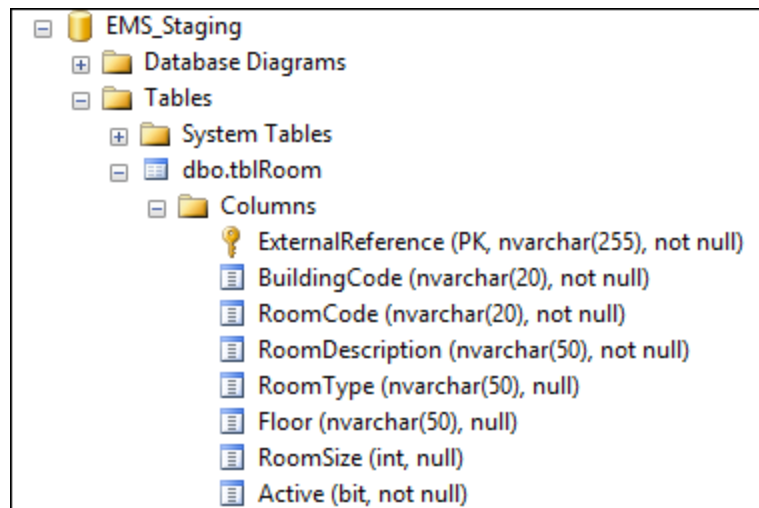 EMS_Staging
Database Diagrams
Tables
System Tables
dbo.tblRoom
Columns
ExternalReference (PK, nvarchar(255), not null)
BuildingCode (nvarchar(20), not null)
RoomCode (nvarchar(20), not null)
RoomDescription (nvarchar(50), not null)
RoomType (nvarchar(50), null)
Floor (nvarchar(50), null)
RoomSize (int, null)
Active (bit, not null)